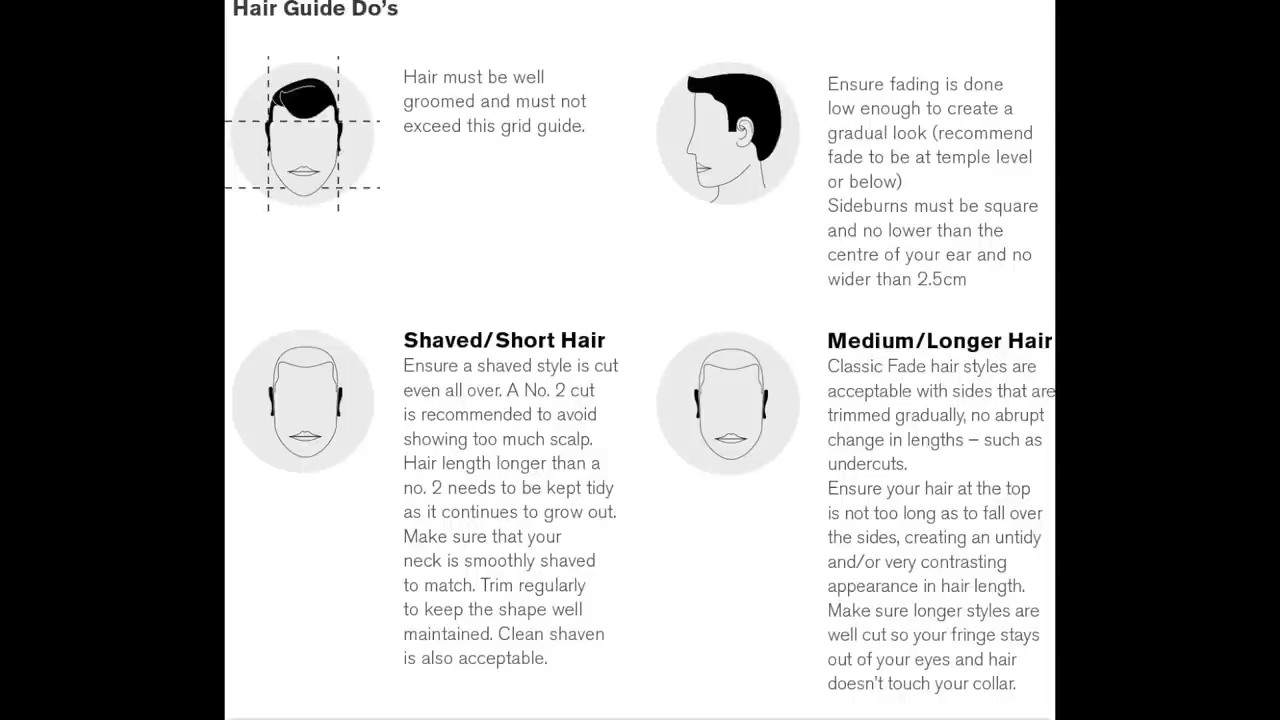 Hair Guide Do's
Hair must be well
groomed and must not
exceed this grid guide.
Ensure fading is done
low enough to create a
gradual look (recommend
fade to be at temple level
or below)
Sideburns must be square
and no lower than the
centre of your ear and no
wider than 2.5cm
Shaved/Short Hair
Ensure a shaved style is cut
even all over. A No. 2 cut
is recommended to avoid
showing too much scalp.
Hair length longer than a
no. 2 needs to be kept tidy
as it continues to grow out.
Make sure that your
neck is smoothly shaved
to match. Trim regularly
to keep the shape well
maintained. Clean shaven
is also acceptable.
Medium/Longer Hair
Classic Fade hair styles are
acceptable with sides that are
trimmed gradually, no abrupt
change in lengths – such as
undercuts.
Ensure your hair at the top
is not too long as to fall over
the sides, creating an untidy
and/or very contrasting
appearance in hair length.
Make sure longer styles are
well cut so your fringe stays
out of your eyes and hair
doesn't touch your collar.